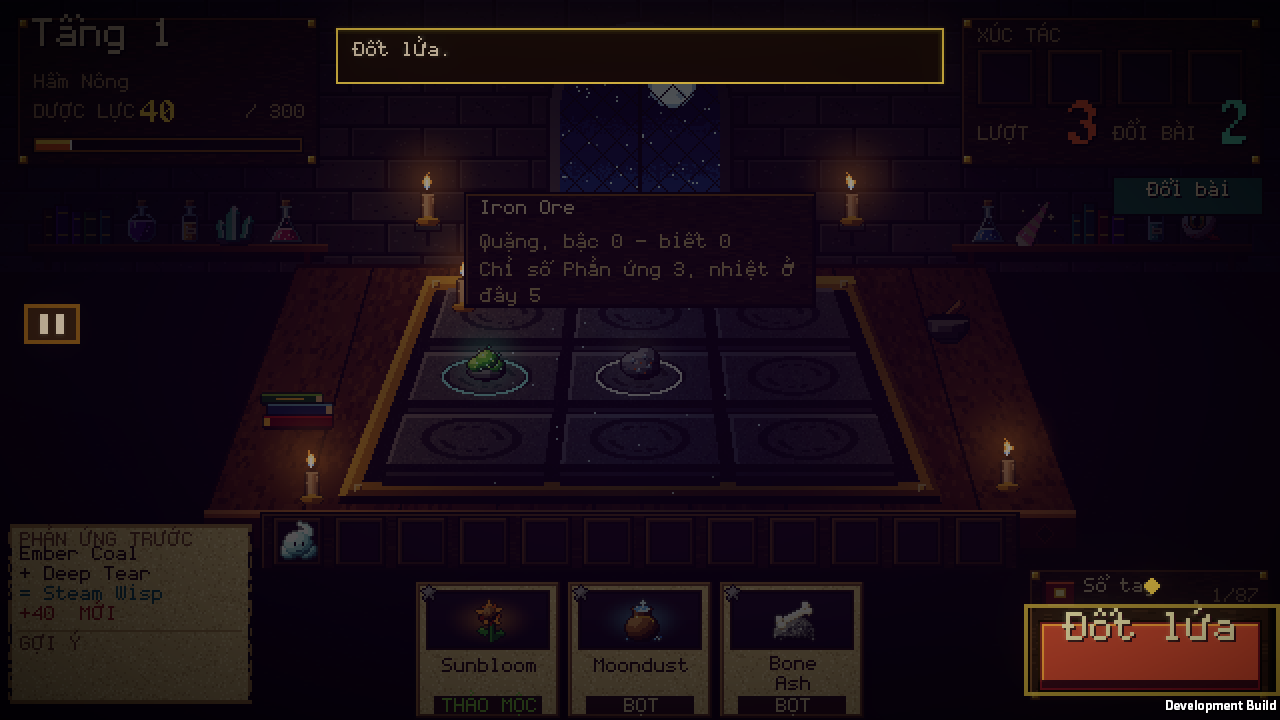 Tầng 1
Hầm Nông
DƯỢC LỰC 40 / 300
Đốt lửa.
XÚC TÁC
LƯỢT 3 ĐỔI BÀI 2
Đổi bài
Iron Ore
Quặng, bậc 0 - biết 0
Chỉ số Phản ứng 3, nhiệt ở
đây 5
PHẢN ỨNG TRƯỚC
Ember Coal
+ Deep Tear
= Steam Wisp
+40 MỚI
GỢI Ý
Sunbloom
THẢO MỘC
Moondust
BỘT
Bone
Ash
BỘT
Sổ ta
1/87
Đốt lửa
Development Build